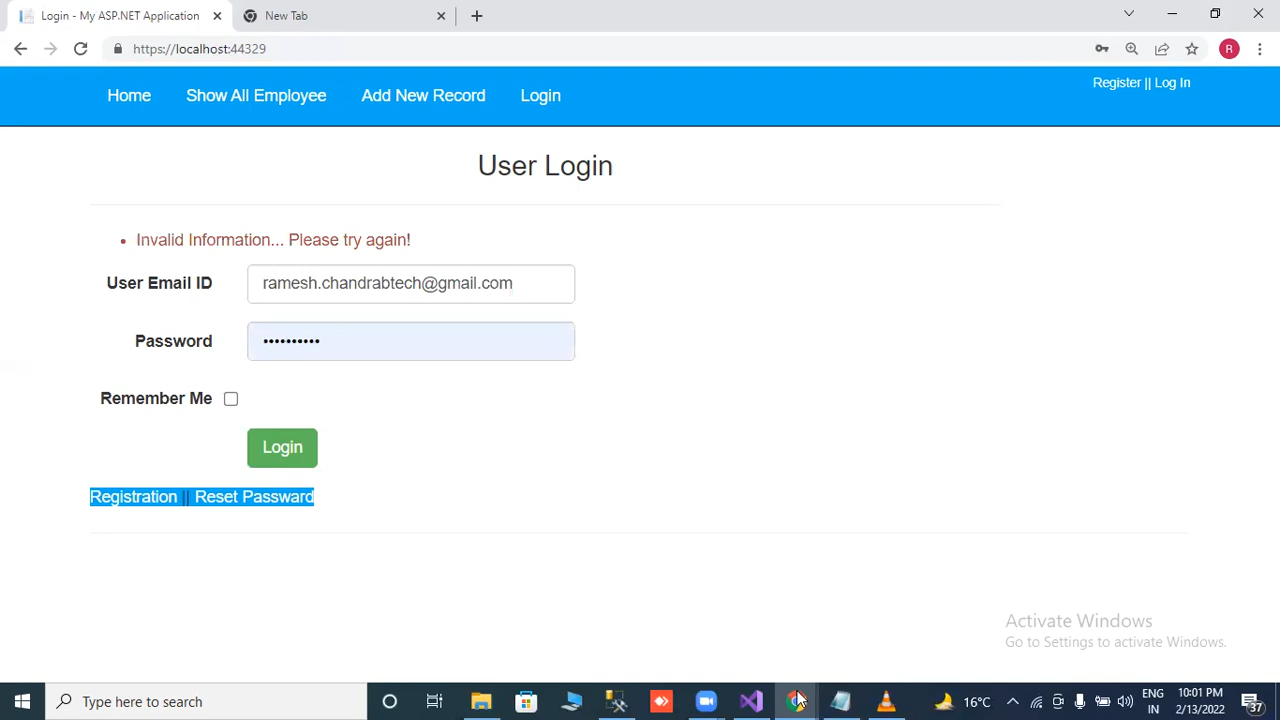 Login - My ASP.NET Application
New Tab
https://localhost:44329
R
Register || Log In
Home Show All Employee Add New Record Login
User Login
Invalid Information... Please try again!
User Email ID ramesh.chandrabtech@gmail.com
Password ••••••••••
Remember Me
Login
Registration || Reset Password
Activate Windows
Go to Settings to activate Windows.
Type here to search
16°C
ENG
IN
10:01 PM
2/13/2022
37